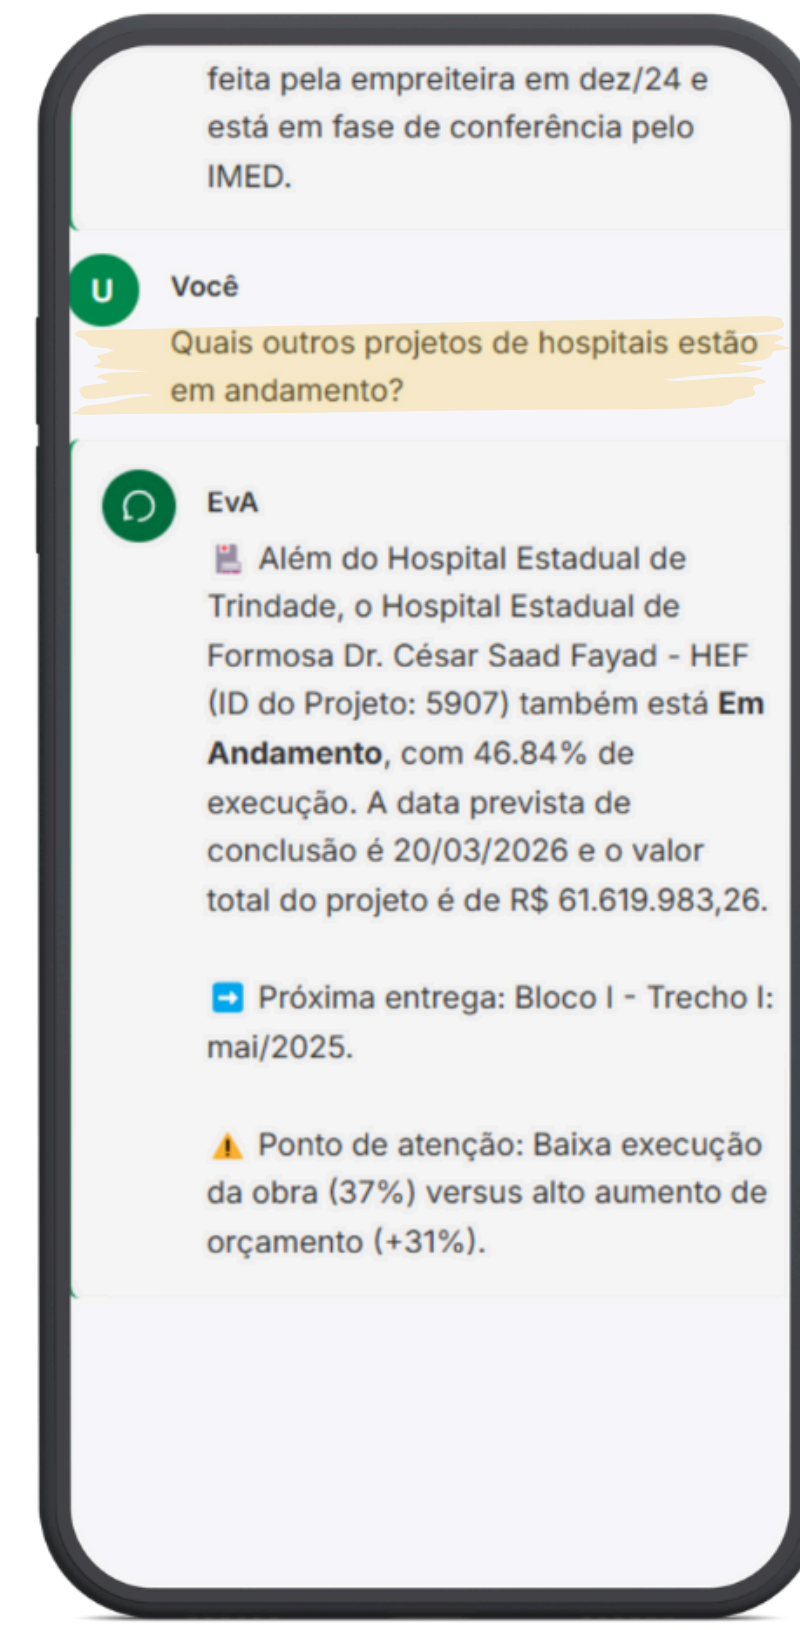 feita pela empreiteira em dez/24 e
está em fase de conferência pelo
IMED.
U
Você
Quais outros projetos de hospitais estão
em andamento?
EvA
Além do Hospital Estadual de
Trindade, o Hospital Estadual de
Formosa Dr. César Saad Fayad - HEF
(ID do Projeto: 5907) também está Em
Andamento, com 46.84% de
execução. A data prevista de
conclusão é 20/03/2026 e o valor
total do projeto é de R$ 61.619.983,26.
➡️ Próxima entrega: Bloco I - Trecho I:
mai/2025.
⚠️ Ponto de atenção: Baixa execução
da obra (37%) versus alto aumento de
orçamento (+31%).